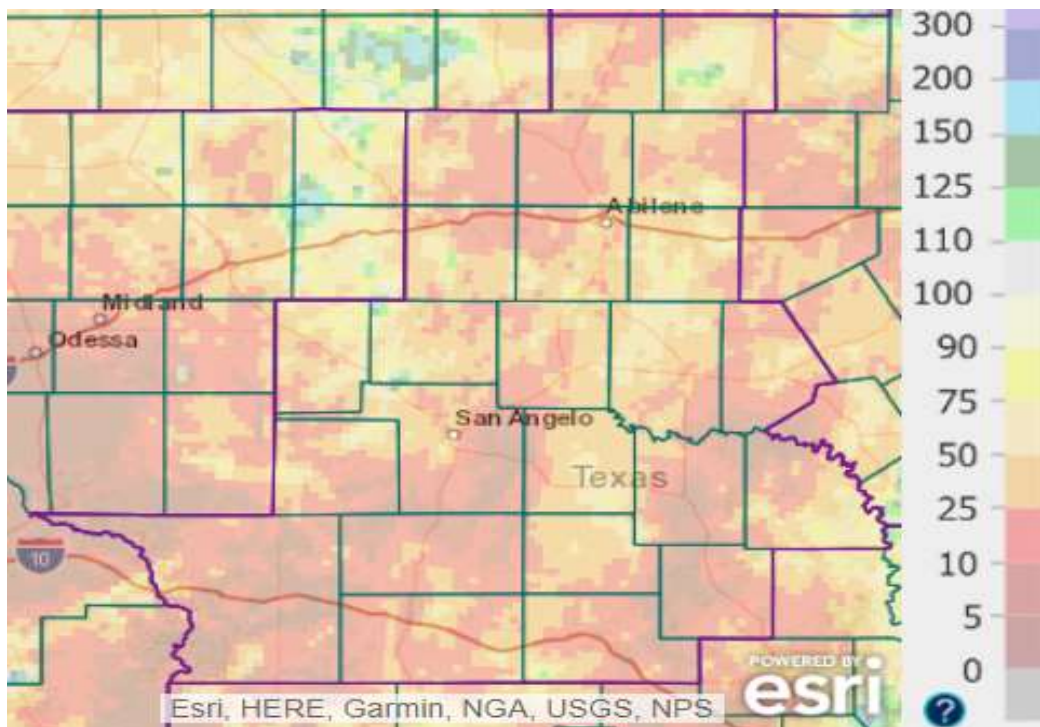 300
200
150
125
110
100
90
75
50
25
10
5
0
Abilene
Midland
Odessa
San Angelo
Texas
10
POWERED BY
esri
Esri, HERE, Garmin, NGA, USGS, NPS
?